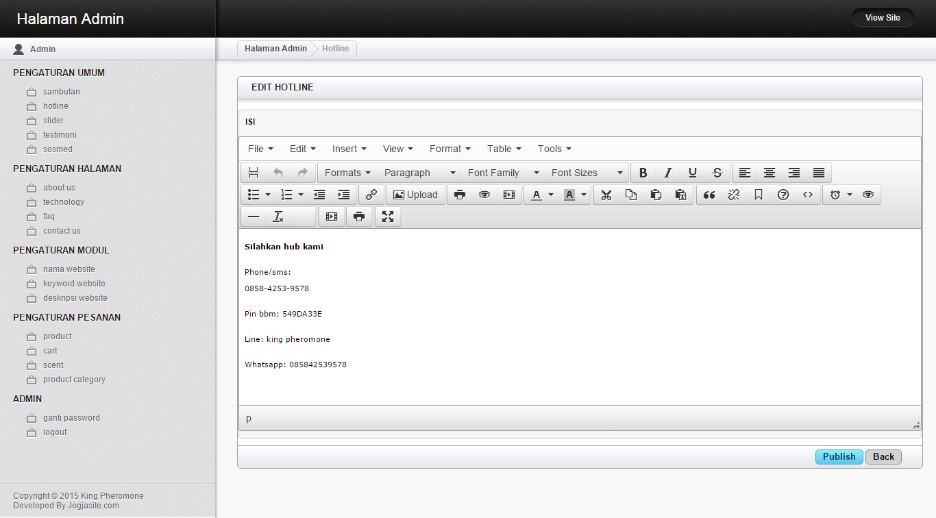 Halaman Admin
View Site
Admin
Halaman Admin Hotline
PENGATURAN UMUM
sambutan
hotline
slider
testimoni
sosmed
PENGATURAN HALAMAN
about us
technology
faq
contact us
PENGATURAN MODUL
nama website
keyword website
deskripsi website
PENGATURAN PESANAN
product
cart
scent
product category
ADMIN
ganti password
logout
Copyright © 2015 King Pheromone
Developed By Jogjasite.com
EDIT HOTLINE
ISI
File Edit Insert View Format Table Tools
Formats Paragraph Font Family Font Sizes B I U S
Upload A A
Silahkan hub kami
Phone/sms:
0858-4253-9578
Pin bbm: 549DA33E
Line: king pheromone
Whatsapp: 085842539578
p
Publish Back